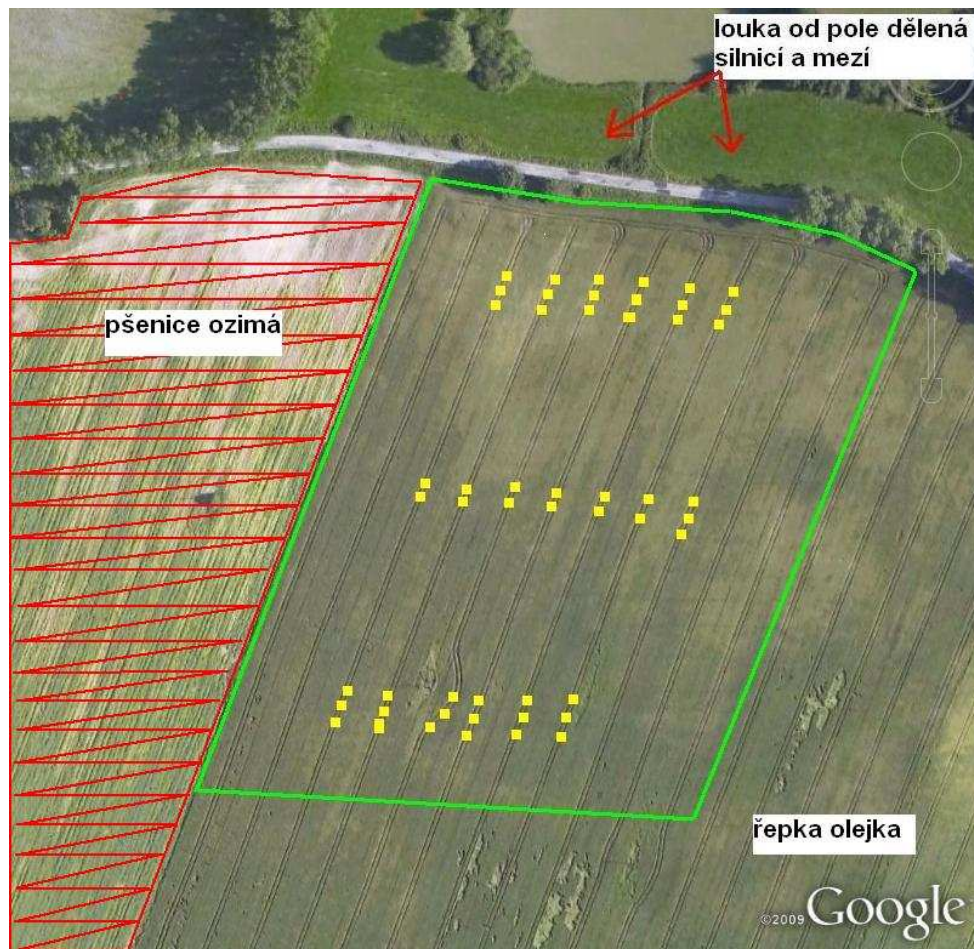 louka od pole dělená
silnicí a mezí
pšenice ozimá
řepka olejka
©2009 Google